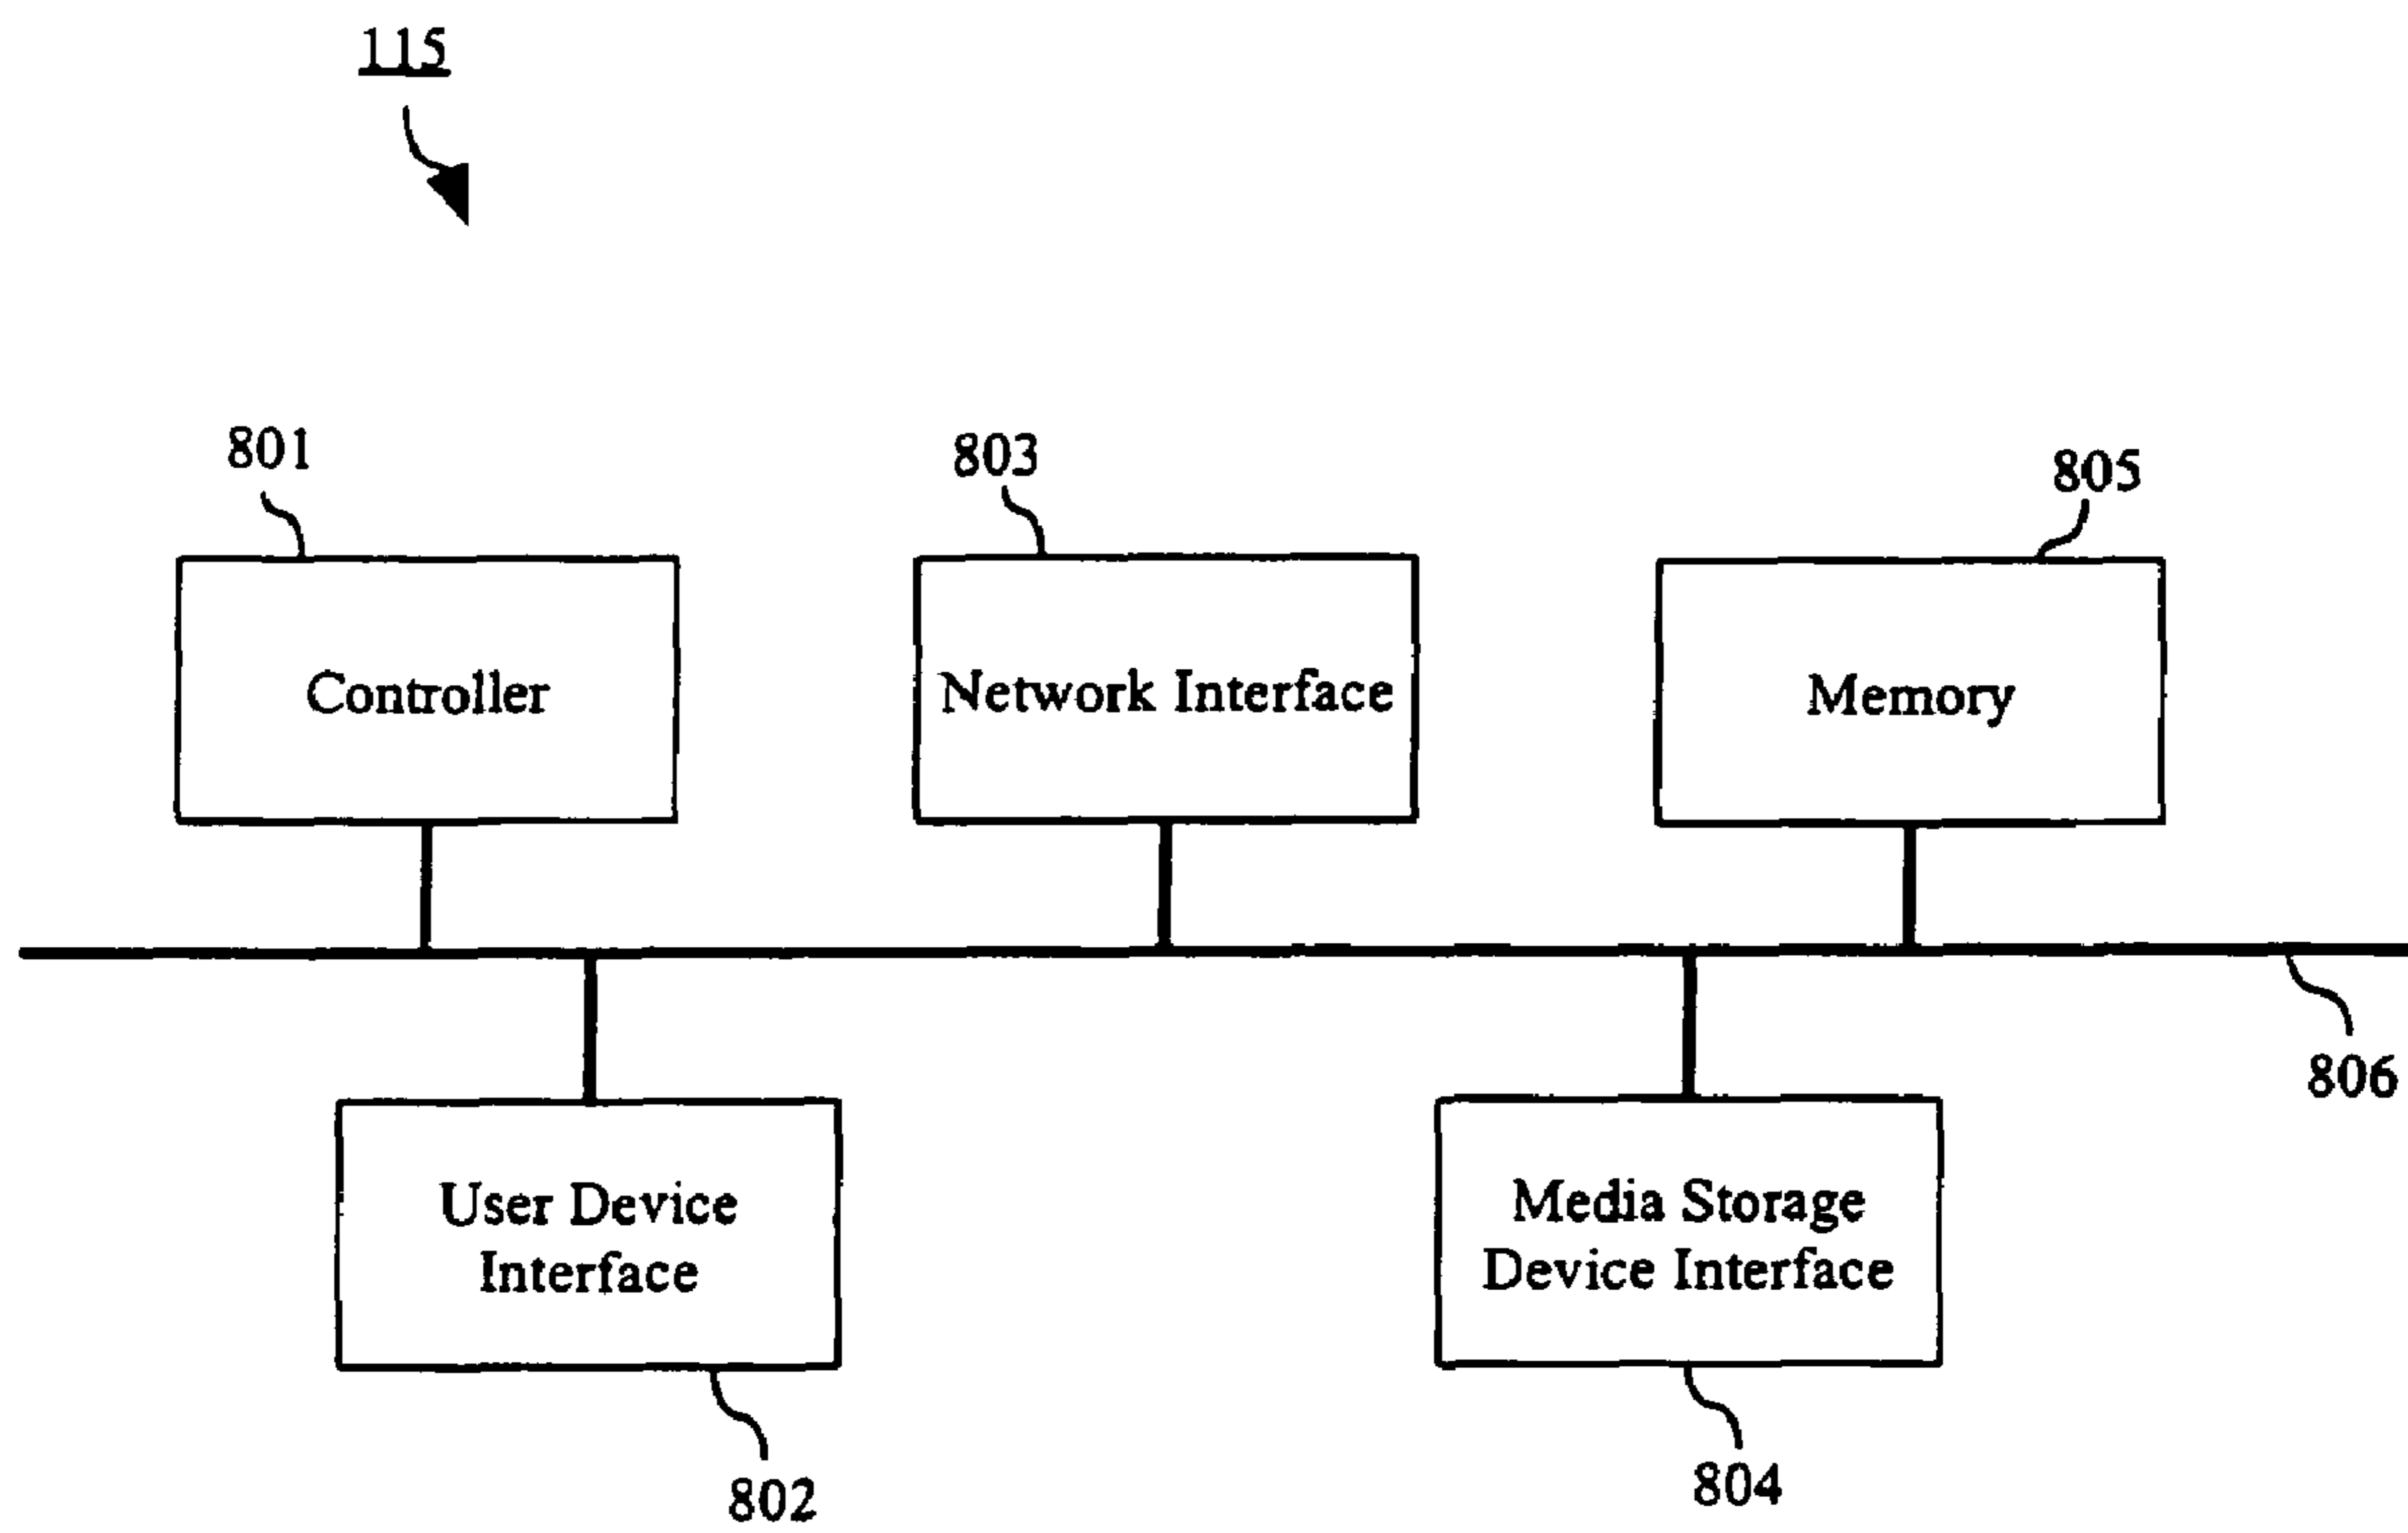 115
801
803
805
Controller
Network Interface
Memory
806
User Device
Interface
Media Storage
Device Interface
802
804